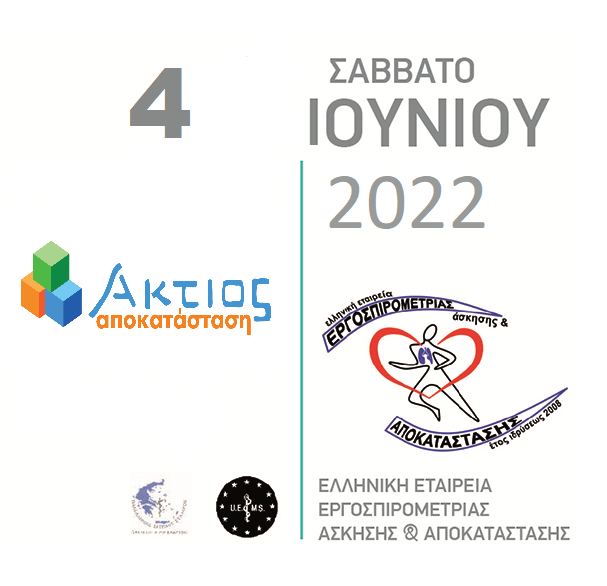 4
ΣΑΒΒΑΤΟ
ΙΟΥΝΙΟΥ
2022
Ακτιος
αποκατάσταση
ελληνική εταιρεία
ΕΡΓΟΣΠΙΡΟΜΕΤΡΙΑΣ
άσκησης &
ΑΠΟΚΑΤΑΣΤΑΣΗΣ
έτος ιδρύσεως 2008
U.E.M.S.
ΕΛΛΗΝΙΚΗ ΕΤΑΙΡΕΙΑ
ΕΡΓΟΣΠΙΡΟΜΕΤΡΙΑΣ
ΑΣΚΗΣΗΣ & ΑΠΟΚΑΤΑΣΤΑΣΗΣ